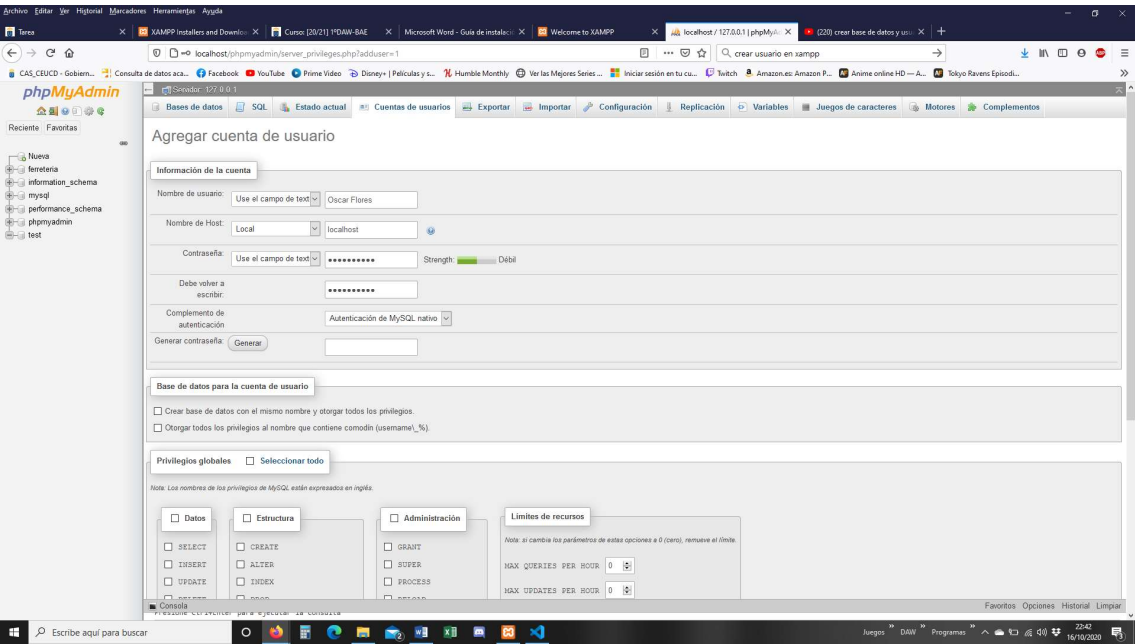 Archivo Editar Ver Historial Marcadores Herramientas Ayuda
Tarea
XAMPP Installers and Downloa
Curso: [20/21] 1ºDAW-BAE
Microsoft Word - Guia de instalació
Welcome to XAMPP
localhost / 127.0.0.1 | phpMyAd
(220) crear base de datos y usu
localhost/phpmyadmin/server_privileges.php?adduser=1
crear usuario en xampp
CAS_CEUCD - Gobiern...
Consulta de datos aca...
Facebook
YouTube
Prime Video
Disney+ | Películas y s...
Humble Monthly
Ver las Mejores Series ...
Iniciar sesión en tu cu...
Twitch
Amazon.es: Amazon P...
Anime online HD — A...
Tokyo Ravens Episodi...
phpMyAdmin
Reciente Favoritas
Nueva
ferreteria
information_schema
mysql
performance_schema
phpmyadmin
test
Servidor: 127.0.0.1
Bases de datos
SQL
Estado actual
Cuentas de usuarios
Exportar
Importar
Configuración
Replicación
Variables
Juegos de caracteres
Motores
Complementos
Agregar cuenta de usuario
Información de la cuenta
Nombre de usuario: Use el campo de text Oscar Flores
Nombre de Host: Local localhost
Contraseña: Use el campo de text •••••••••• Strength: Débil
Debe volver a escribir: ••••••••••
Complemento de autenticación Autenticación de MySQL nativo
Generar contraseña: Generar
Base de datos para la cuenta de usuario
Crear base de datos con el mismo nombre y otorgar todos los privilegios.
Otorgar todos los privilegios al nombre que contiene comodín (username\_%).
Privilegios globales Seleccionar todo
Nota: Los nombres de los privilegios de MySQL están expresados en inglés.
Datos
SELECT
INSERT
UPDATE
DELETE
Estructura
CREATE
ALTER
INDEX
DROP
Administración
GRANT
SUPER
PROCESS
RELOAD
Límites de recursos
Nota: si cambia los parámetros de estas opciones a 0 (cero), remueve el límite.
MAX QUERIES PER HOUR 0
MAX UPDATES PER HOUR 0
Consola
Favoritos Opciones Historial Limpiar
Presione Ctrl+Enter para ejecutar la consulta
Escribe aquí para buscar
Juegos
DAW
Programas
22:42
16/10/2020